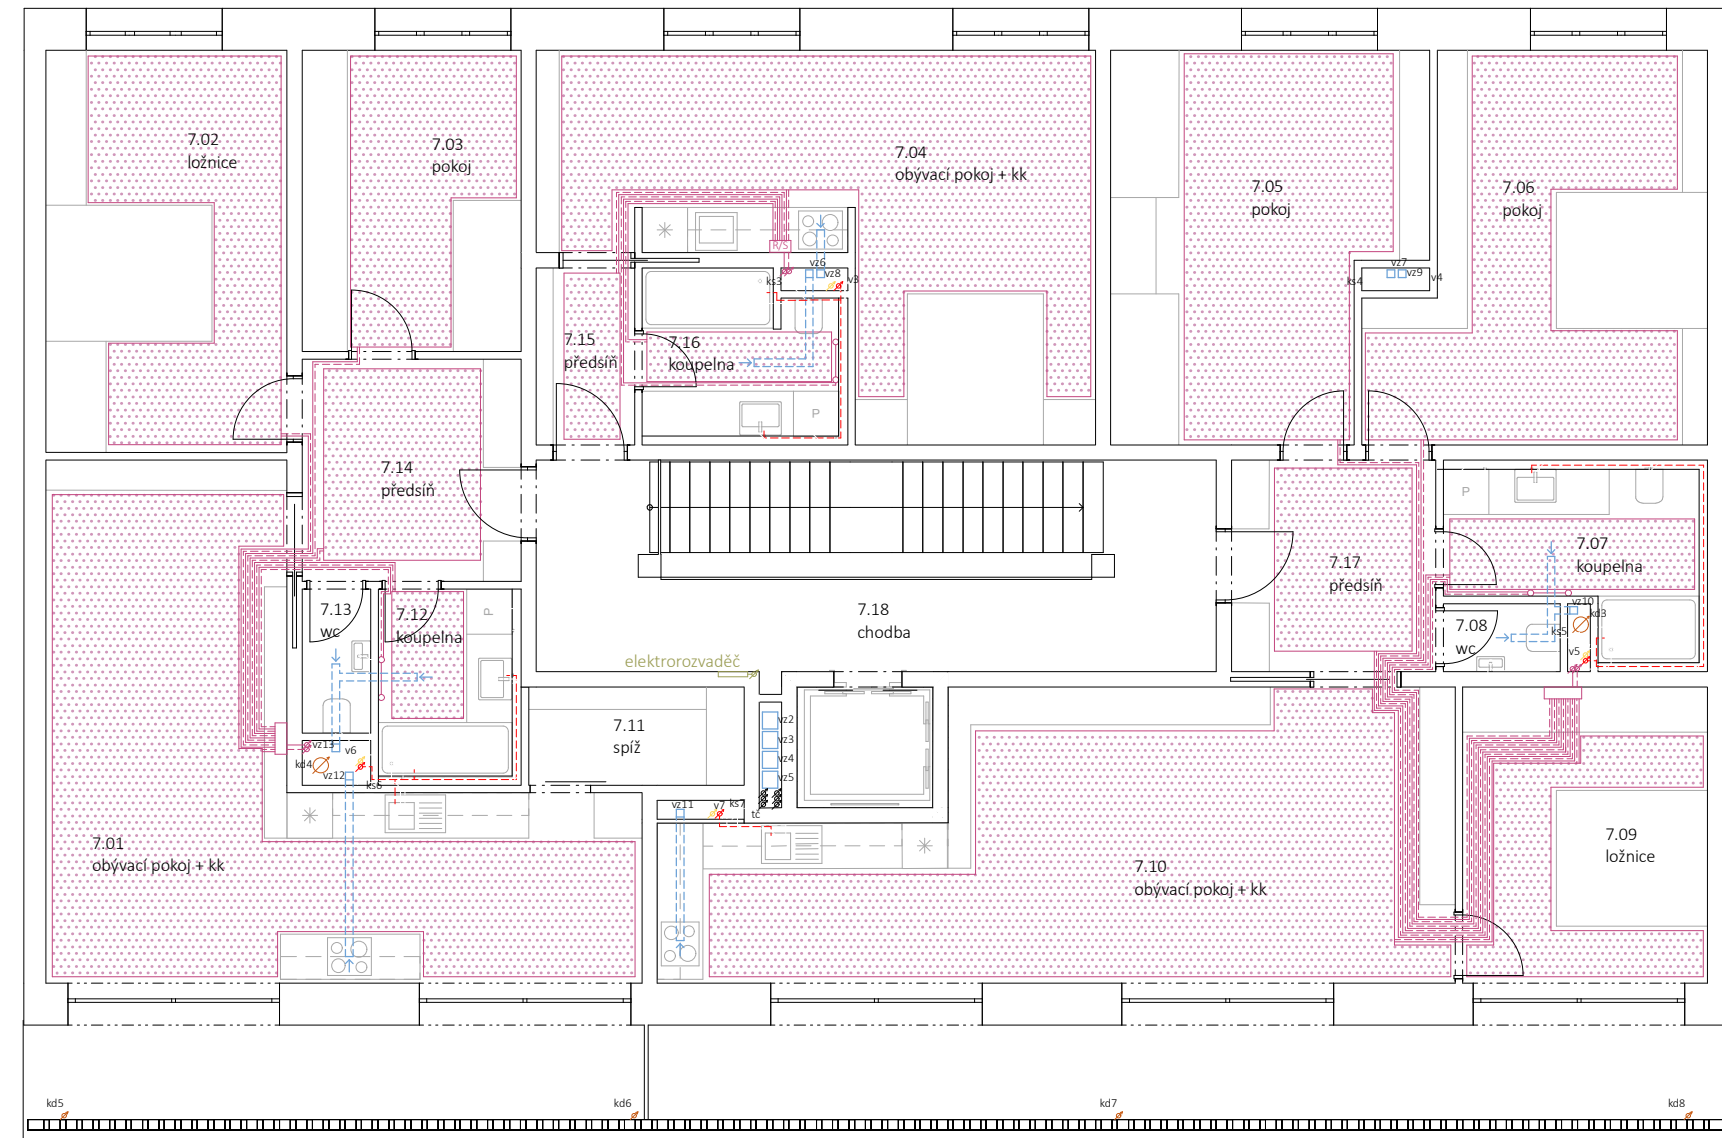 7.02
ložnice
7.03
pokoj
7.04
obývací pokoj + kk
7.05
pokoj
7.06
pokoj
R/S
vz6
vz8
ks3
v3
vz7
vz9
ks4
v4
7.15
předsíň
7.16
koupelna
P
7.14
předsíň
P
7.17
předsíň
7.07
koupelna
7.13
wc
7.12
koupelna
P
7.18
chodba
7.08
wc
vz10
kd3
ks5
v5
elektrorozvaděč
7.11
spíž
vz2
vz3
vz4
vz5
tč
vz13
v6
kd4
vz12
ks6
vz11
v7
ks7
7.01
obývací pokoj + kk
7.10
obývací pokoj + kk
7.09
ložnice
kd5
kd6
kd7
kd8